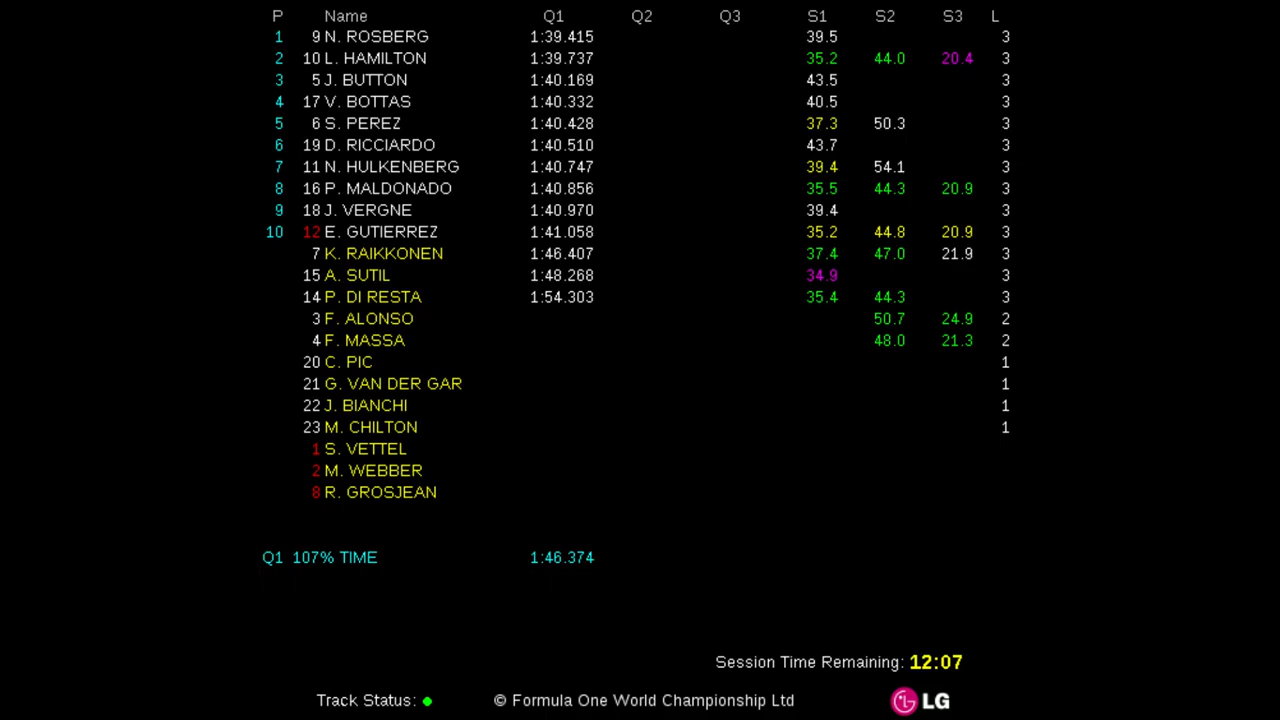 P Name Q1 Q2 Q3 S1 S2 S3 L
1 9 N. ROSBERG 1:39.415 39.5 3
2 10 L. HAMILTON 1:39.737 35.2 44.0 20.4 3
3 5 J. BUTTON 1:40.169 43.5 3
4 17 V. BOTTAS 1:40.332 40.5 3
5 6 S. PEREZ 1:40.428 37.3 50.3 3
6 19 D. RICCIARDO 1:40.510 43.7 3
7 11 N. HULKENBERG 1:40.747 39.4 54.1 3
8 16 P. MALDONADO 1:40.856 35.5 44.3 20.9 3
9 18 J. VERGNE 1:40.970 39.4 3
10 12 E. GUTIERREZ 1:41.058 35.2 44.8 20.9 3
7 K. RAIKKONEN 1:46.407 37.4 47.0 21.9 3
15 A. SUTIL 1:48.268 34.9 3
14 P. DI RESTA 1:54.303 35.4 44.3 3
3 F. ALONSO 50.7 24.9 2
4 F. MASSA 48.0 21.3 2
20 C. PIC 1
21 G. VAN DER GAR 1
22 J. BIANCHI 1
23 M. CHILTON 1
1 S. VETTEL
2 M. WEBBER
8 R. GROSJEAN
Q1 107% TIME 1:46.374
Session Time Remaining: 12:07
Track Status: © Formula One World Championship Ltd LG